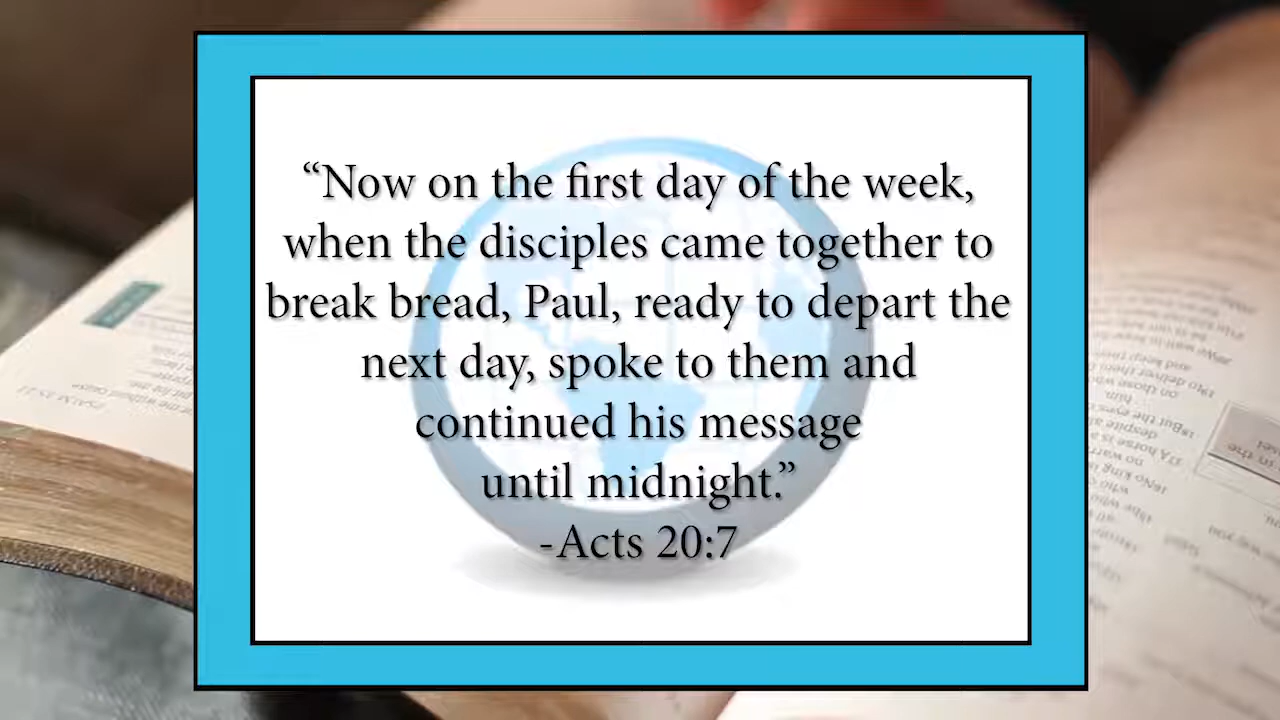 “Now on the first day of the week,
when the disciples came together to
break bread, Paul, ready to depart the
next day, spoke to them and
continued his message
until midnight.”
-Acts 20:7